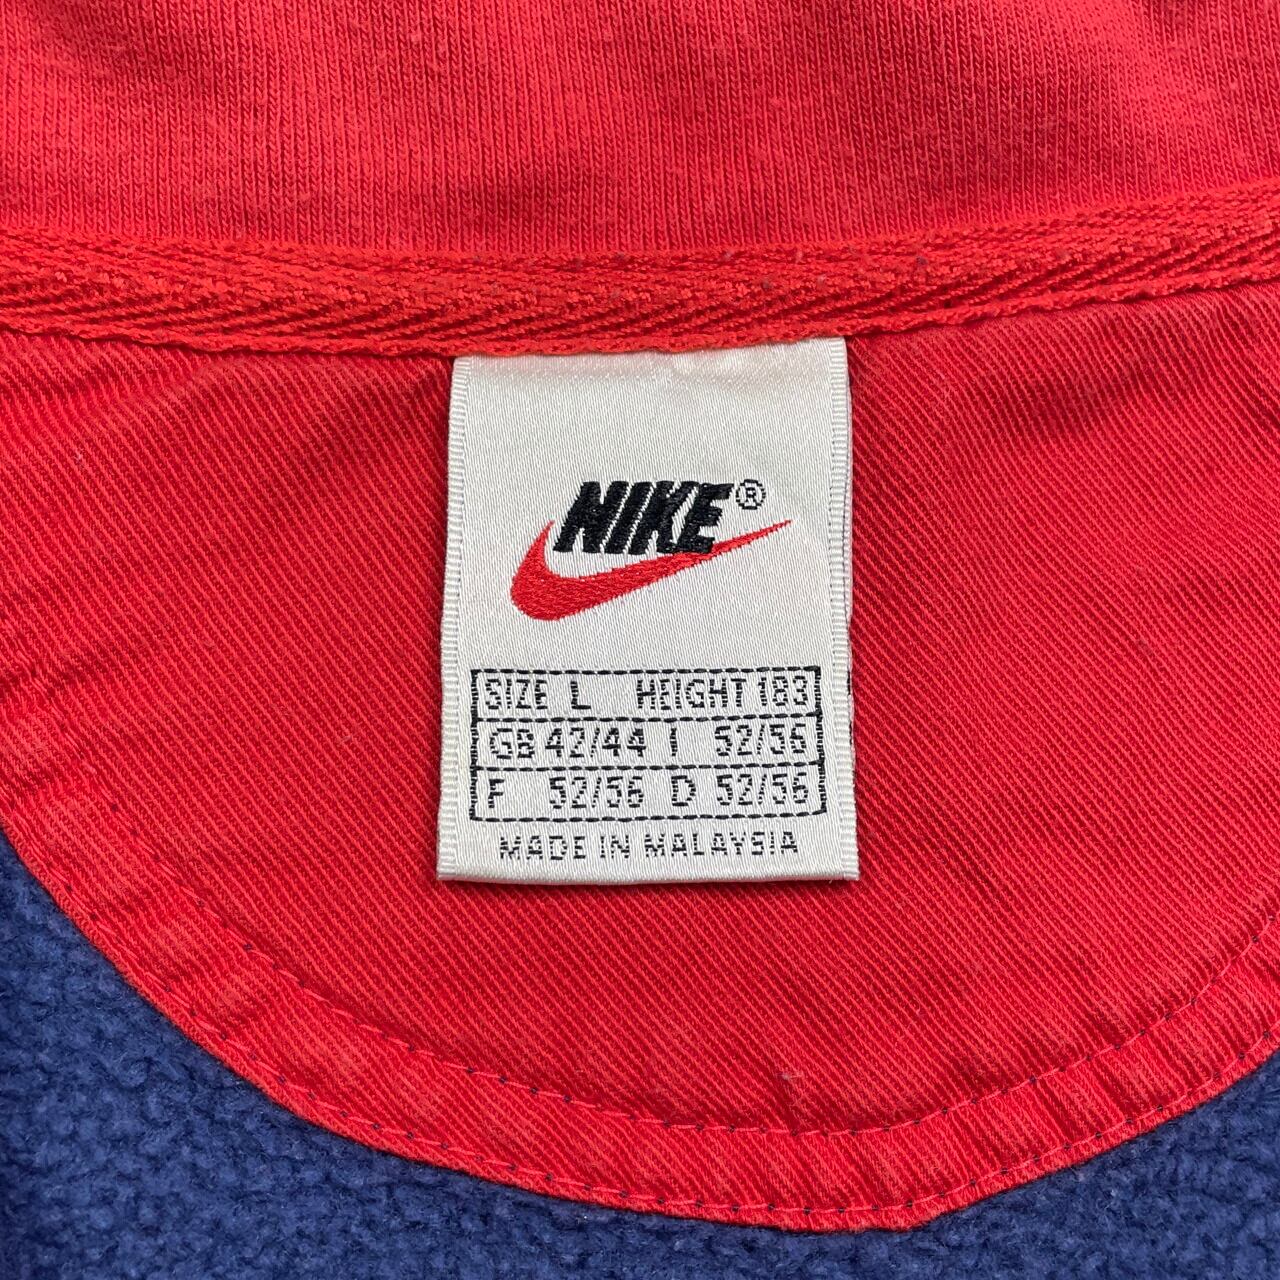 NIKE®
SIZE L HEIGHT 183
GB 42/44 I 52/56
F 52/56 D 52/56
MADE IN MALAYSIA